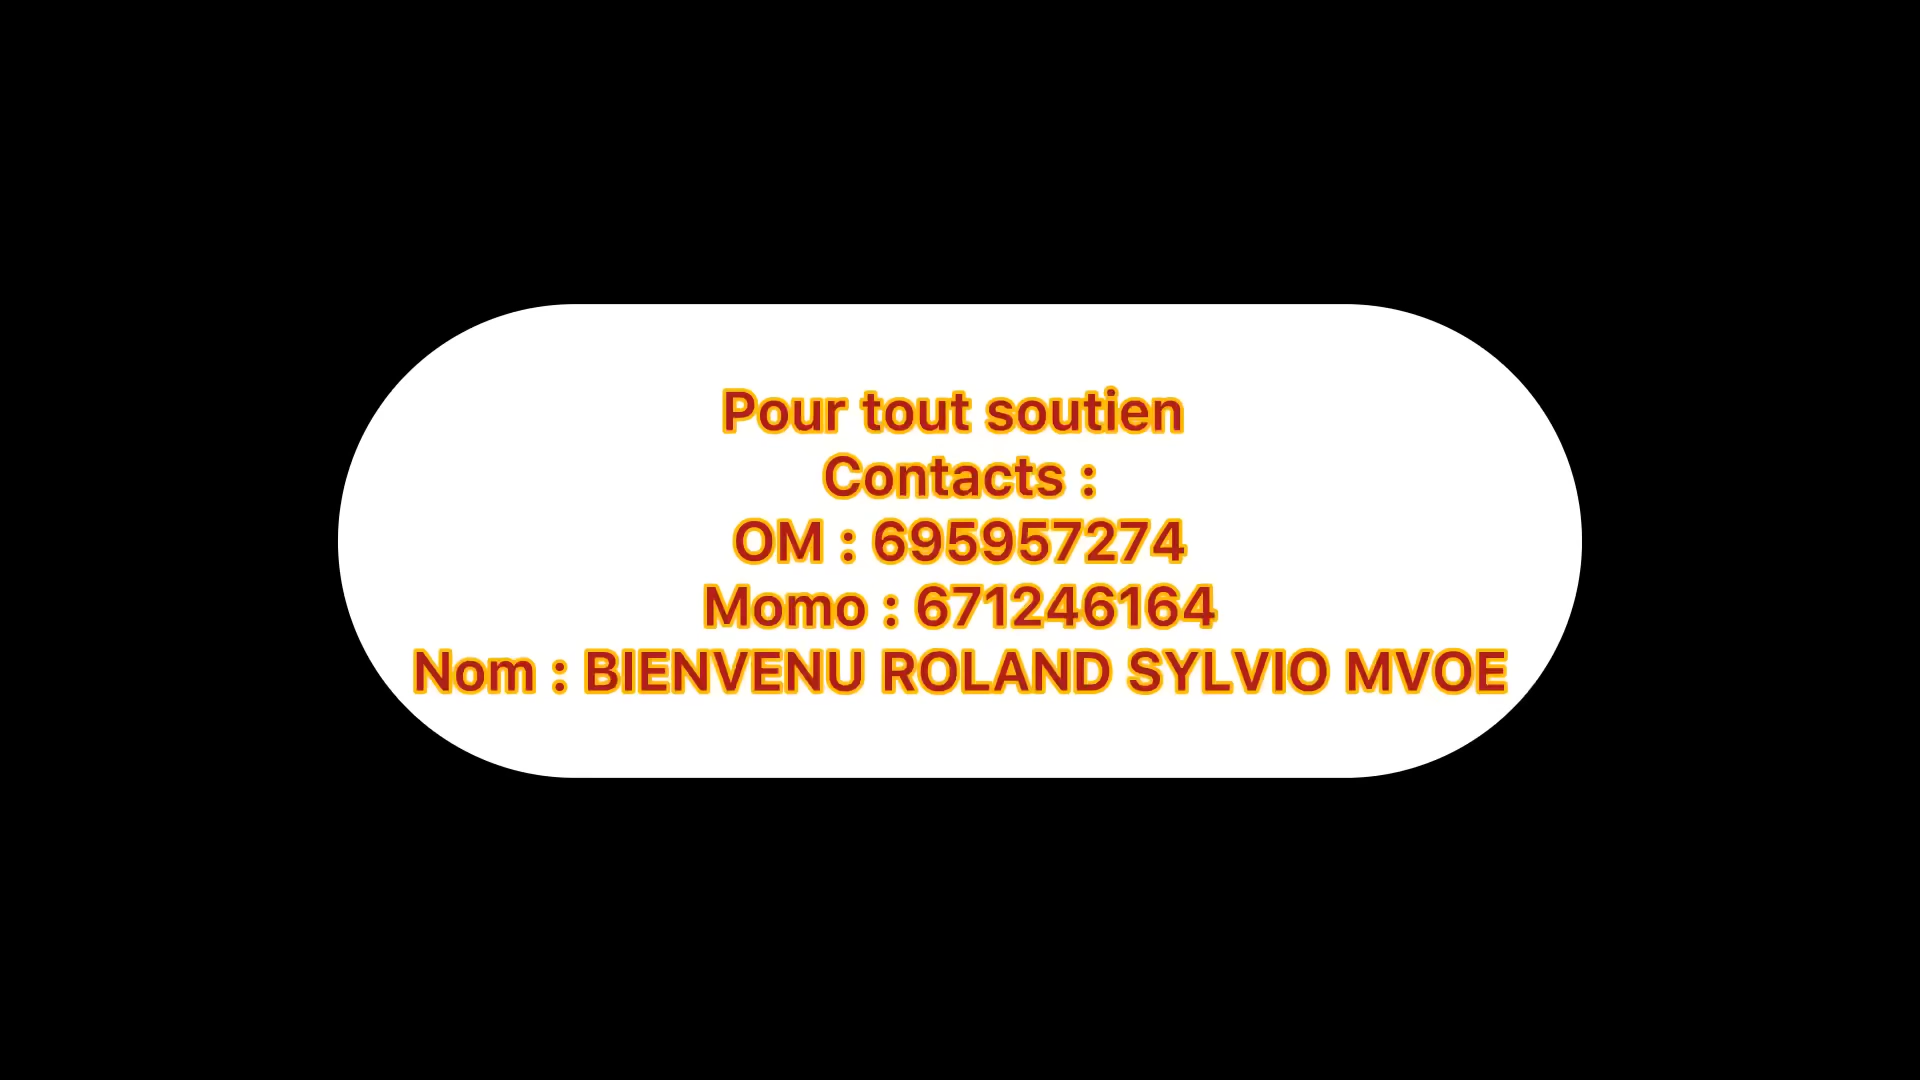 Pour tout soutien
Contacts :
OM : 695957274
Momo : 671246164
Nom : BIENVENU ROLAND SYLVIO MVOE